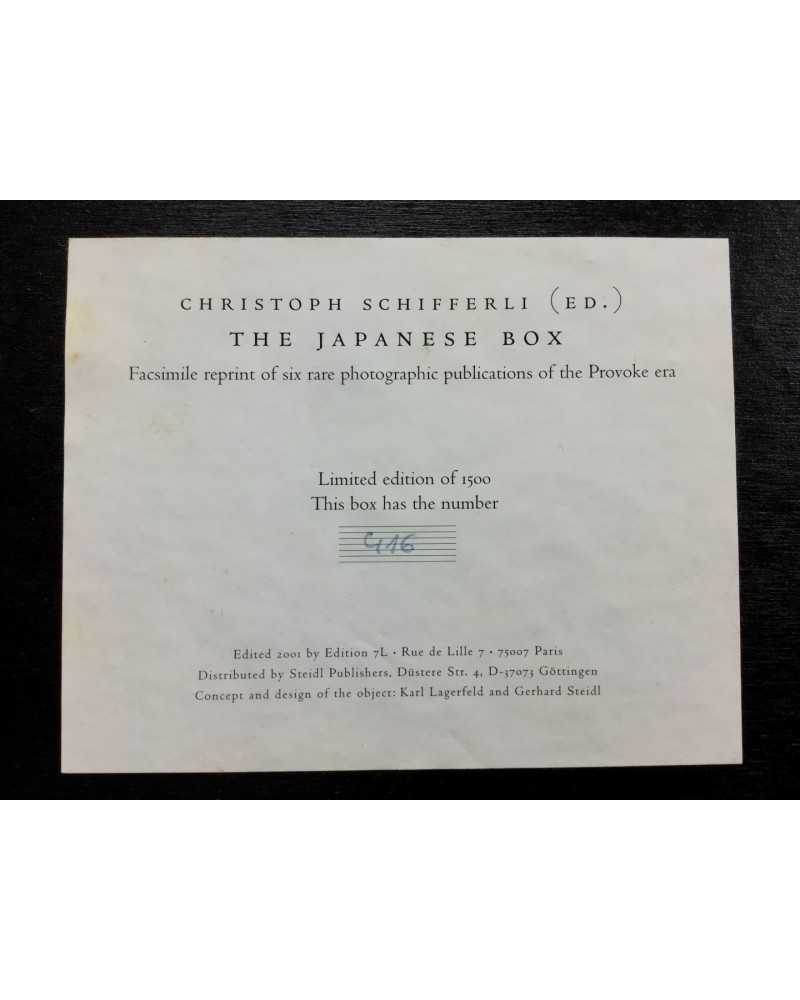 CHRISTOPH SCHIFFERLI (ED.)
THE JAPANESE BOX
Facsimile reprint of six rare photographic publications of the Provoke era
Limited edition of 1500
This box has the number
416
Edited 2001 by Edition 7L · Rue de Lille 7 · 75007 Paris
Distributed by Steidl Publishers, Düstere Str. 4, D-37073 Göttingen
Concept and design of the object: Karl Lagerfeld and Gerhard Steidl